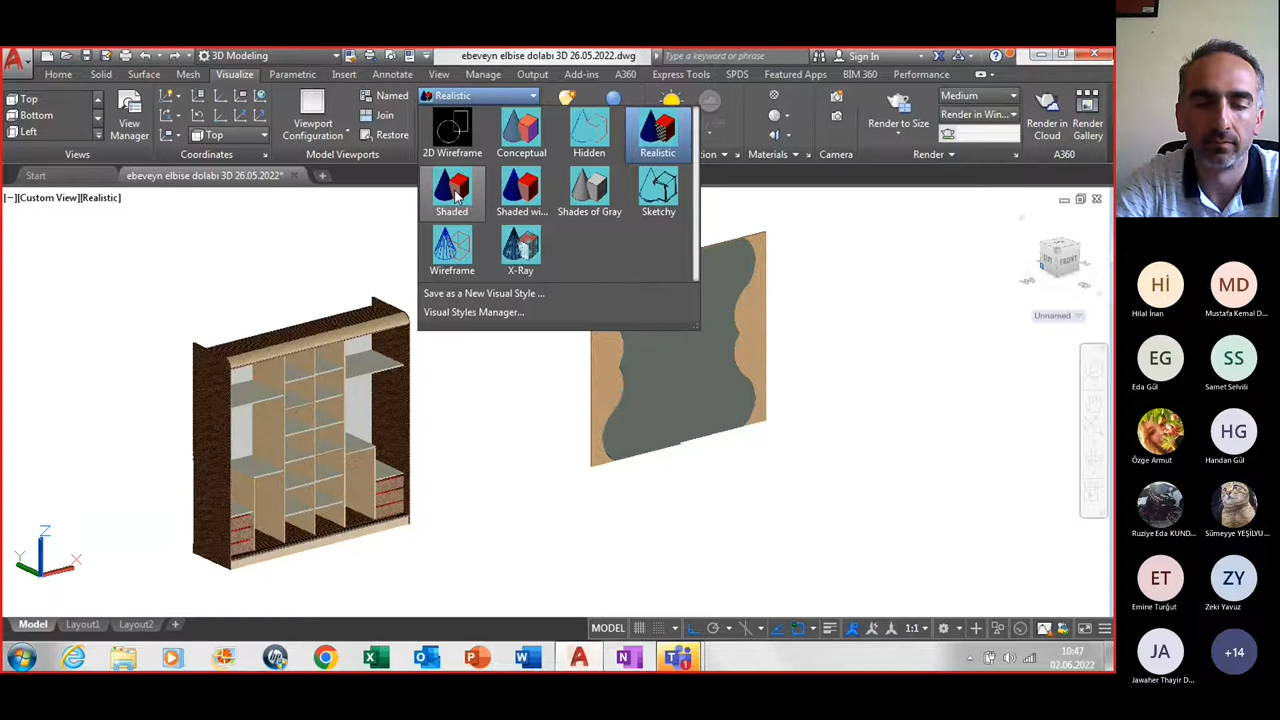 3D Modeling
ebeveyn elbise dolabı 3D 26.05.2022.dwg
Type a keyword or phrase
Sign In
Home Solid Surface Mesh Visualize Parametric Insert Annotate View Manage Output Add-ins A360 Express Tools SPDS Featured Apps BIM 360 Performance
Top
Bottom
Left
View Manager
Views
Top
Coordinates
Viewport Configuration
Named
Join
Restore
Model Viewports
Realistic
2D Wireframe Conceptual Hidden Realistic
Shaded Shaded wi... Shades of Gray Sketchy
Wireframe X-Ray
Save as a New Visual Style ...
Visual Styles Manager...
Materials
Camera
Render to Size
Medium
Render in Win...
Render
Render in Cloud
Render Gallery
A360
Start
ebeveyn elbise dolabı 3D 26.05.2022*
[−][Custom View][Realistic]
FRONT
Unnamed
Z
Y
X
Model Layout1 Layout2
MODEL
1:1
10:47
02.06.2022
Hİ
Hilal İnan
MD
Mustafa Kemal D...
EG
Eda Gül
SS
Samet Selvili
Özge Armut
HG
Handan Gül
Ruziye Eda KUND...
Sümeyye YEŞİLYU...
ET
Emine Turğut
ZY
Zeki Yavuz
JA
Jawaher Thayir D...
+14